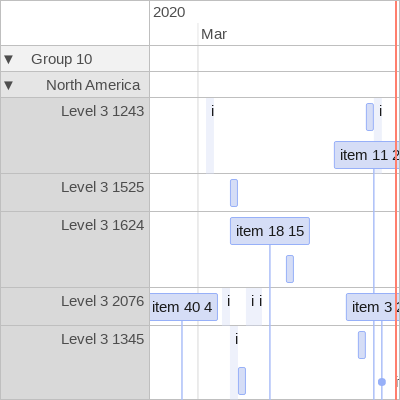 2020
Mar
▼ Group 10
▼ North America
Level 3 1243
i
i
item 11 2
Level 3 1525
Level 3 1624
item 18 15
Level 3 2076
item 40 4
i
i i
item 3 2
Level 3 1345
i